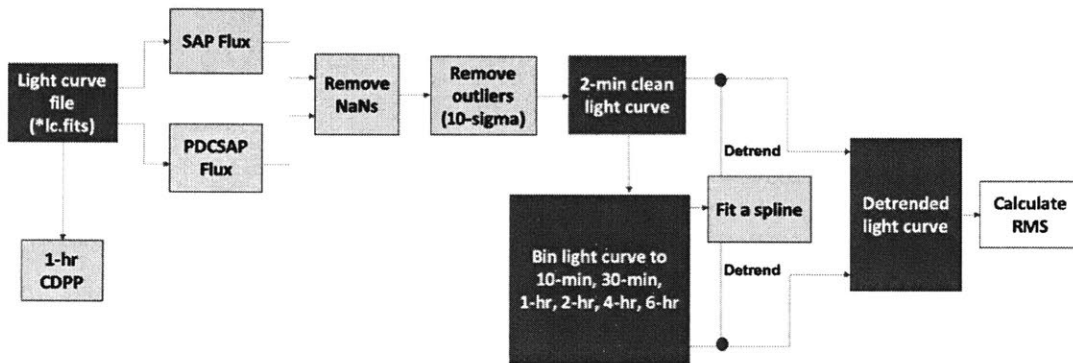 Light curve
file
(*lc.fits)
SAP Flux
PDCSAP
Flux
1-hr
CDPP
Remove
NaNs
Remove
outliers
(10-sigma)
2-min clean
light curve
Bin light curve to
10-min, 30-min,
1-hr, 2-hr, 4-hr, 6-hr
Fit a spline
Detrend
Detrend
Detrended
light curve
Calculate
RMS